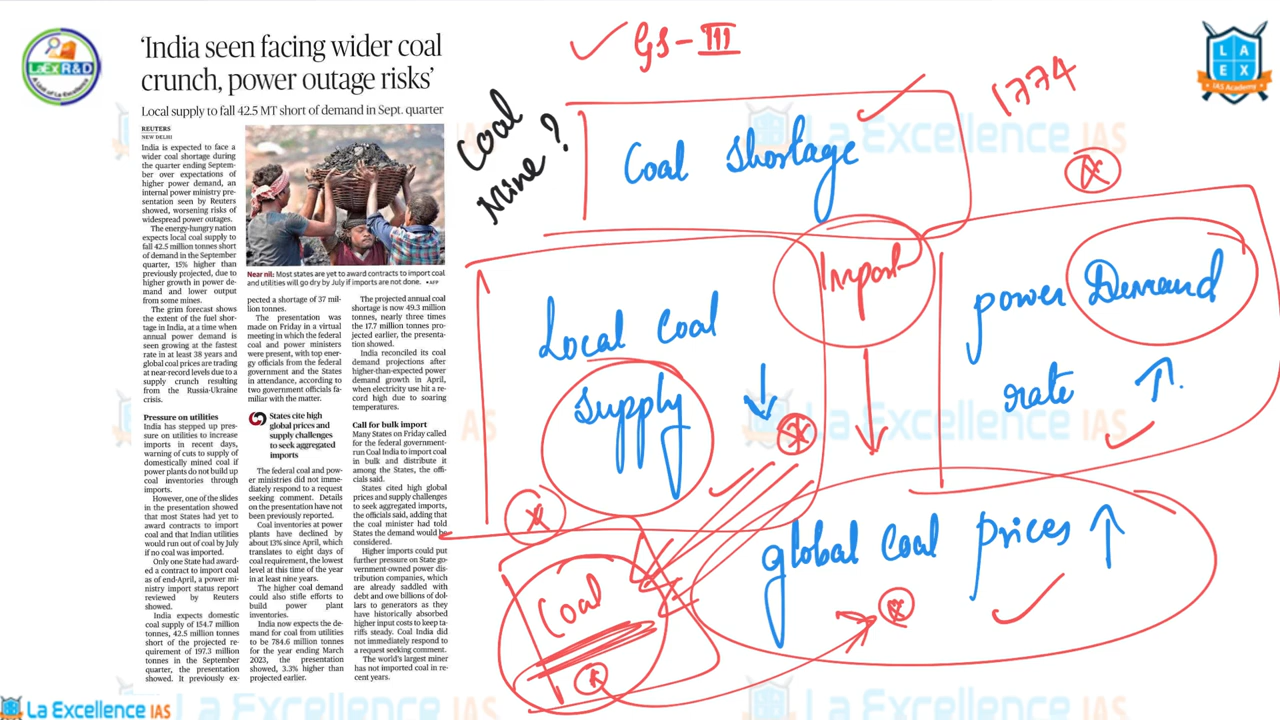 'India seen facing wider coal
crunch, power outage risks'
Local supply to fall 42.5 MT short of demand in Sept. quarter
REUTERS
NEW DELHI
India is expected to face a
wider coal shortage during
the quarter ending Septem-
ber over expectations of
higher power demand, an
internal power ministry pre-
sentation seen by Reuters
showed, worsening risks of
widespread power outages.
The energy-hungry nation
expects local coal supply to
fall 42.5 million tonnes short
of demand in the September
quarter, 15% higher than
previously projected, due to
higher growth in power de-
mand and lower output
from some mines.
The grim forecast shows
the extent of the fuel shor-
tage in India, at a time when
annual power demand is
seen growing at the fastest
rate in at least 38 years and
global coal prices are trading
at near-record levels due to a
supply crunch resulting
from the Russia-Ukraine
crisis.
Pressure on utilities
India has stepped up pres-
sure on utilities to increase
imports in recent days,
warning of cuts to supply of
domestically mined coal if
power plants do not build up
coal inventories through
imports.
However, one of the slides
in the presentation showed
that most States had yet to
award contracts to import
coal and that Indian utilities
would run out of coal by July
if no coal was imported.
Only one State had award-
ed a contract to import coal
as of end-April, a power mi-
nistry import status report
reviewed by Reuters
showed.
India expects domestic
coal supply of 154.7 million
tonnes, 42.5 million tonnes
short of the projected re-
quirement of 197.3 million
tonnes in the September
quarter, the presentation
showed. It previously ex-
Near nil: Most states are yet to award contracts to import coal
and utilities will go dry by July if imports are not done. •AFP
pected a shortage of 37 mil-
lion tonnes.
The presentation was
made on Friday in a virtual
meeting in which the federal
coal and power ministers
were present, with top ener-
gy officials from the federal
government and the States
in attendance, according to
two government officials fa-
miliar with the matter.
States cite high
global prices and
supply challenges
to seek aggregated
imports
The federal coal and pow-
er ministries did not imme-
diately respond to a request
seeking comment. Details
on the presentation have not
been previously reported.
Coal inventories at power
plants have declined by
about 13% since April, which
translates to eight days of
coal requirement, the lowest
level at this time of the year
in at least nine years.
The higher coal demand
could also stifle efforts to
build power plant
inventories.
India now expects the de-
mand for coal from utilities
to be 784.6 million tonnes
for the year ending March
2023, the presentation
showed, 3.3% higher than
projected earlier.
The projected annual coal
shortage is now 49.3 million
tonnes, nearly three times
the 17.7 million tonnes pro-
jected earlier, the presenta-
tion showed.
India reconciled its coal
demand projections after
higher-than-expected power
demand growth in April,
when electricity use hit a re-
cord high due to soaring
temperatures.
Call for bulk import
Many States on Friday called
for the federal government-
run Coal India to import coal
in bulk and distribute it
among the States, the offi-
cials said.
States cited high global
prices and supply challenges
to seek aggregated imports,
the officials said, adding that
the coal minister had told
States the demand would be
considered.
Higher imports could put
further pressure on State go-
vernment-owned power dis-
tribution companies, which
are already saddled with
debt and owe billions of dol-
lars to generators as they
have historically absorbed
higher input costs to keep ta-
riffs steady. Coal India did
not immediately respond to
a request seeking comment.
The world's largest miner
has not imported coal in re-
cent years.
GS-III
1774
Coal
Mine?
Coal shortage
Import
Local Coal
Supply
power Demand
rate
global Coal Prices
Coal
LaEx R&D
A Unit of La Excellence
L A
E X
IAS Academy
La Excellence IAS
La Excellence IAS
La Excellence IAS
La Excellence IAS
La Excellence IAS